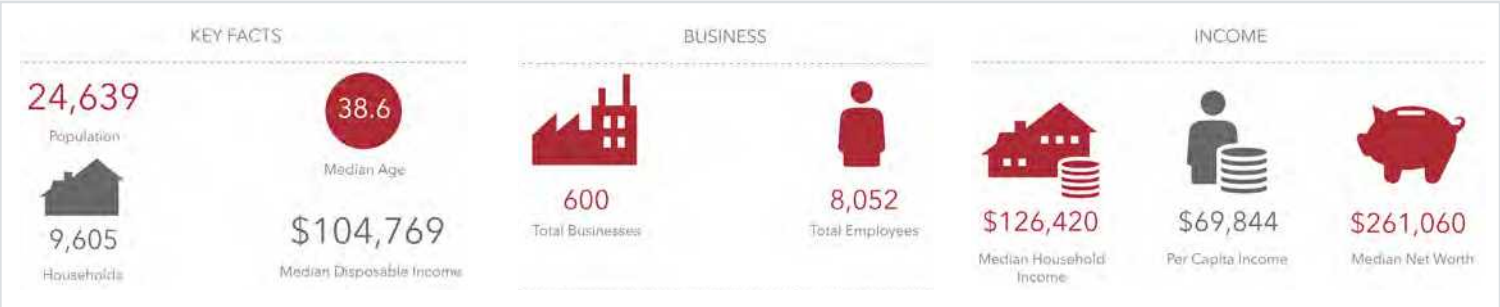 KEY FACTS
24,639
Population
9,605
Households
38.6
Median Age
$104,769
Median Disposable Income
BUSINESS
600
Total Businesses
8,052
Total Employees
INCOME
$126,420
Median Household
Income
$69,844
Per Capita Income
$261,060
Median Net Worth